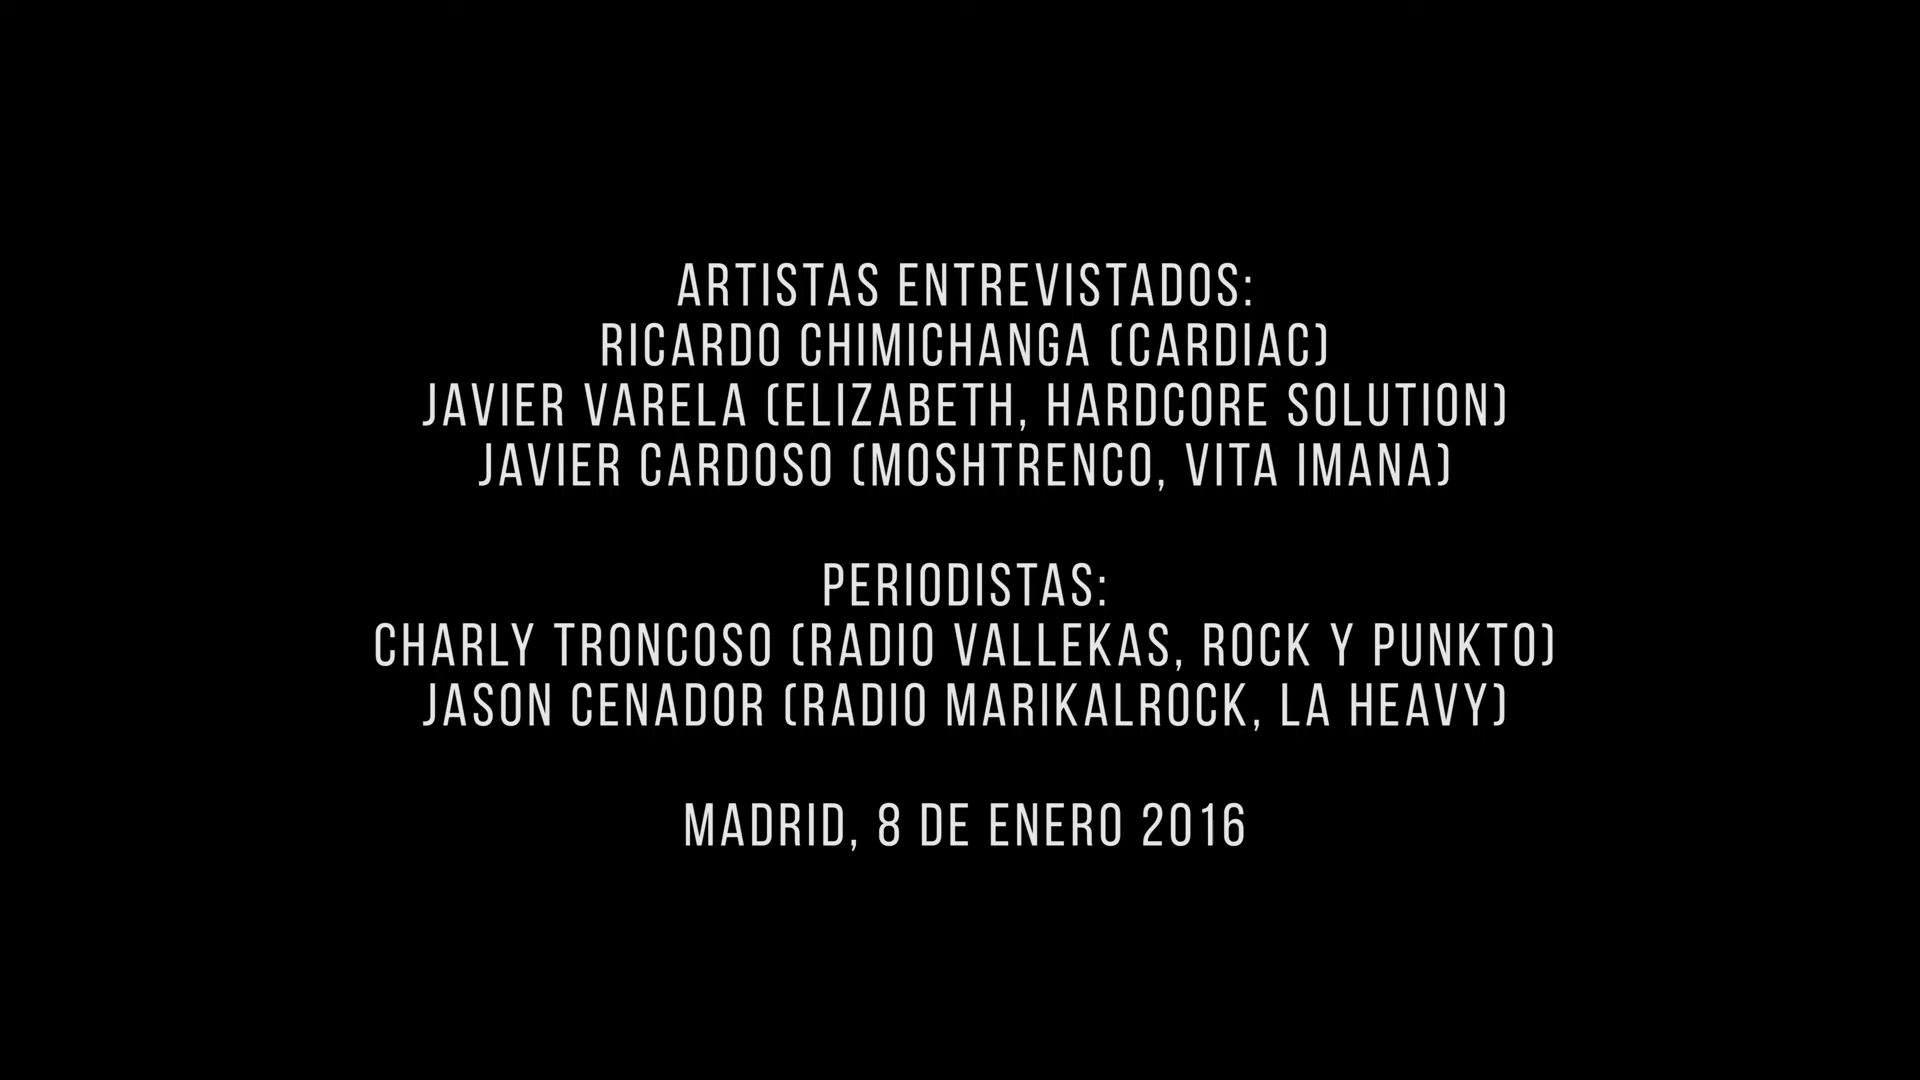 ARTISTAS ENTREVISTADOS:
RICARDO CHIMICHANGA (CARDIAC)
JAVIER VARELA (ELIZABETH, HARDCORE SOLUTION)
JAVIER CARDOSO (MOSHTRENCO, VITA IMANA)
PERIODISTAS:
CHARLY TRONCOSO (RADIO VALLEKAS, ROCK Y PUNKTO)
JASON CENADOR (RADIO MARIKALROCK, LA HEAVY)
MADRID, 8 DE ENERO 2016